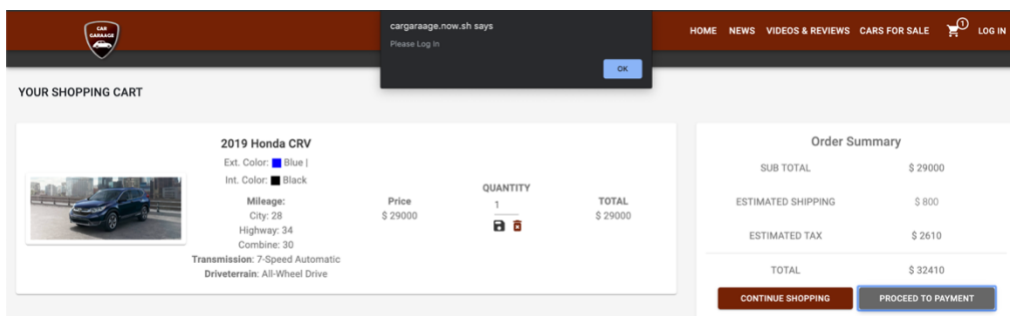 CAR
GARAAGE
cargaraage.now.sh says
Please Log In
OK
HOME NEWS VIDEOS & REVIEWS CARS FOR SALE 1 LOG IN
YOUR SHOPPING CART
2019 Honda CRV
Ext. Color: Blue |
Int. Color: Black
Mileage:
City: 28
Highway: 34
Combine: 30
Transmission: 7-Speed Automatic
Driveterrain: All-Wheel Drive
Price
$ 29000
QUANTITY
1
TOTAL
$ 29000
Order Summary
SUB TOTAL $ 29000
ESTIMATED SHIPPING $ 800
ESTIMATED TAX $ 2610
TOTAL $ 32410
CONTINUE SHOPPING PROCEED TO PAYMENT